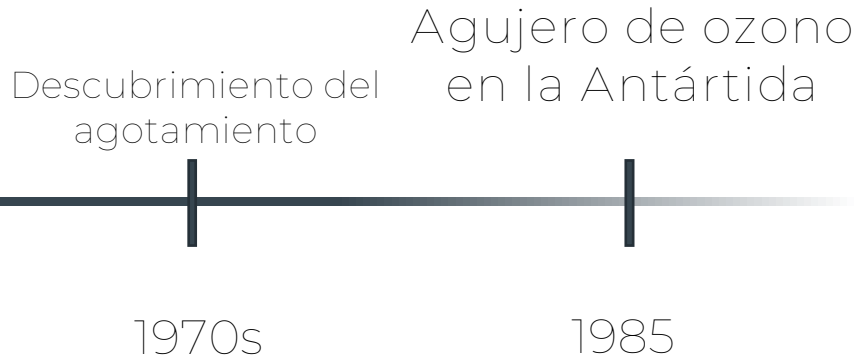 Descubrimiento del
agotamiento
Agujero de ozono
en la Antártida
1970s
1985